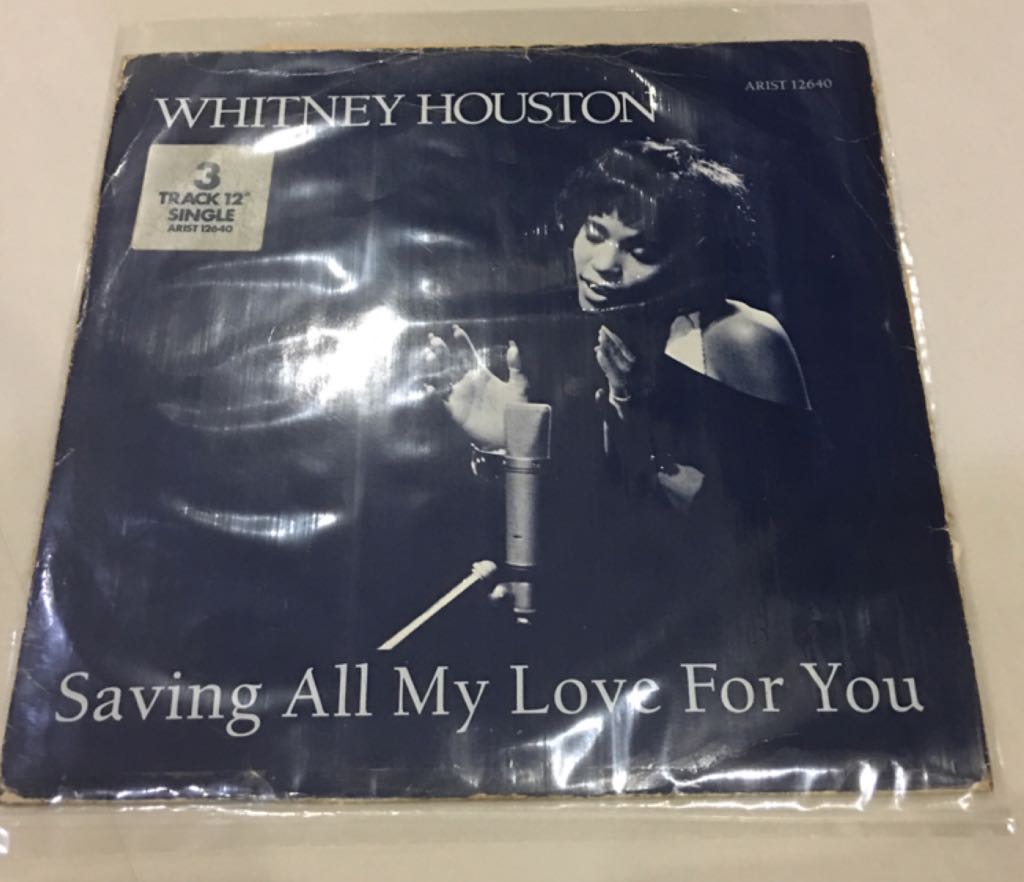 WHITNEY HOUSTON
ARIST 12640
3
TRACK 12"
SINGLE
ARIST 12640
Saving All My Love For You